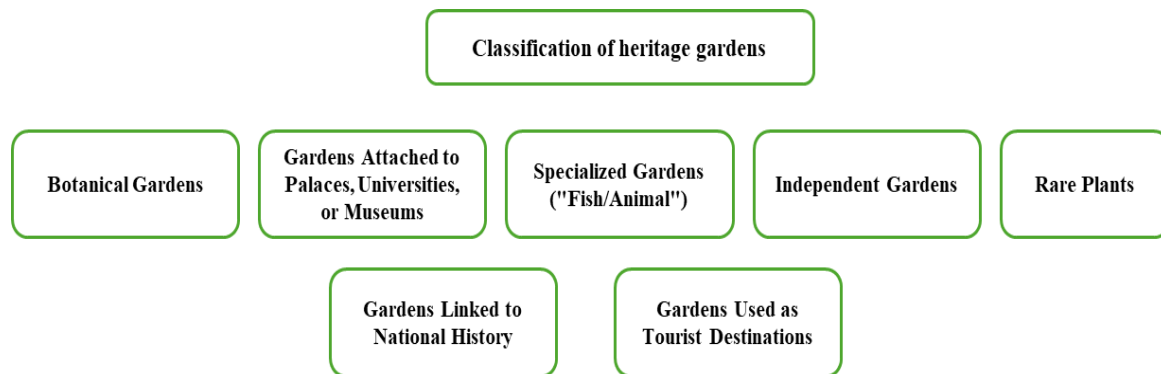 Classification of heritage gardens
Botanical Gardens
Gardens Attached to
Palaces, Universities,
or Museums
Specialized Gardens
("Fish/Animal")
Independent Gardens
Rare Plants
Gardens Linked to
National History
Gardens Used as
Tourist Destinations